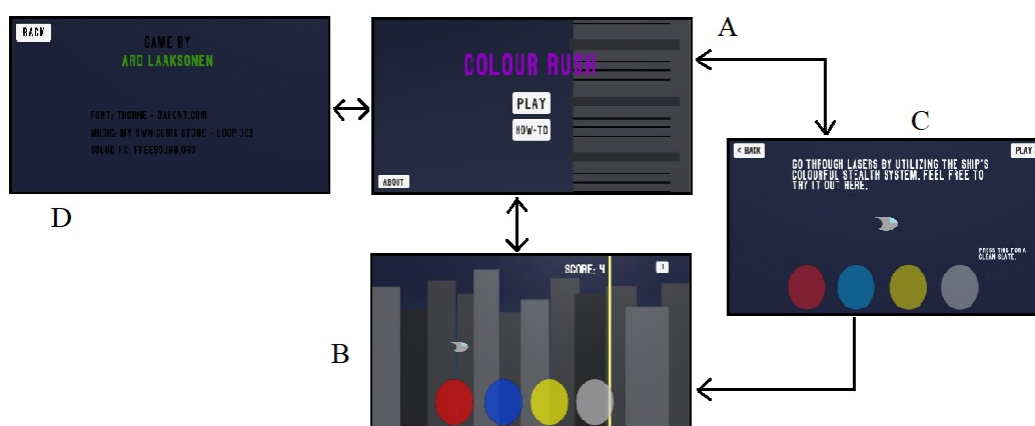 BACK
GAME BY
ARO LAAKSONEN
FONT: THORNE - DAFONT.COM
MUSIC: MY OWN CLUIG STONE - LOOP 303
SOUND FX: FREESOUND.ORG
D
COLOUR RUSH
PLAY
HOW-TO
ABOUT
A
C
< BACK
PLAY
GO THROUGH LASERS BY UTILIZING THE SHIP'S
COLOURFUL STEALTH SYSTEM. FEEL FREE TO
TRY IT OUT HERE.
PRESS THIS FOR A
CLEAN SLATE.
B
SCORE: 4